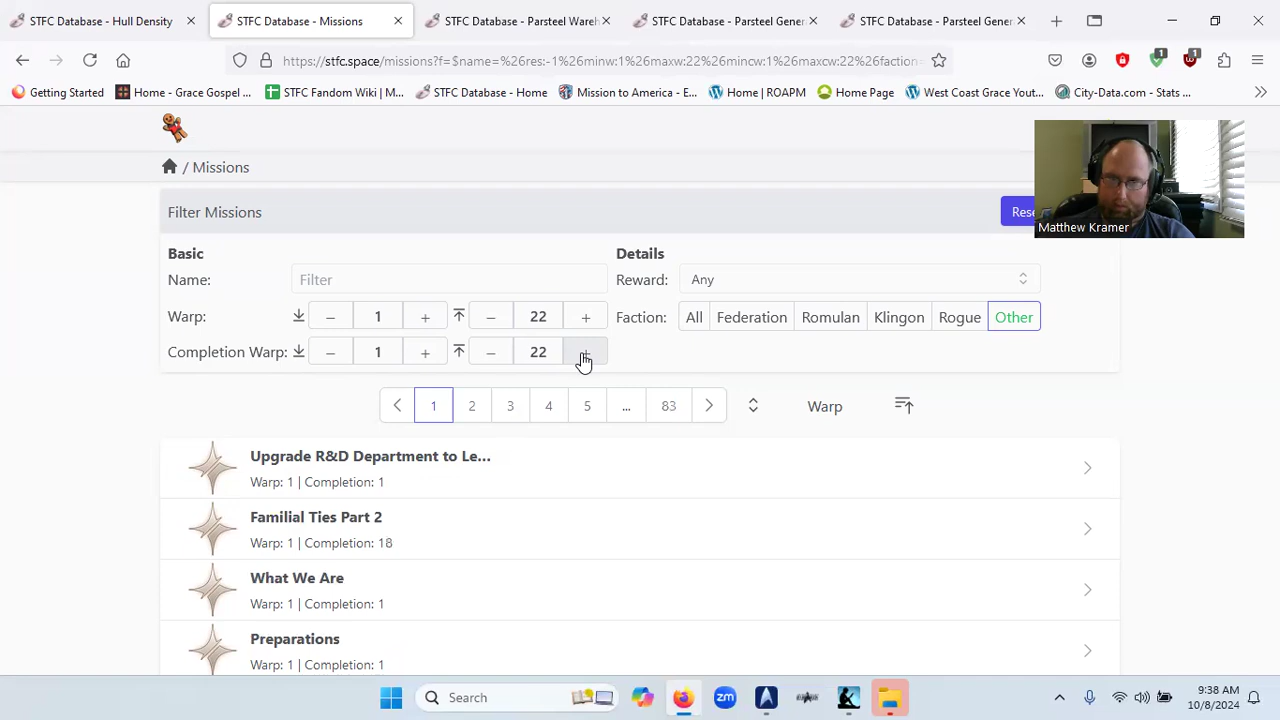 STFC Database - Hull Density
STFC Database - Missions
STFC Database - Parsteel Wareh
STFC Database - Parsteel Gener
STFC Database - Parsteel Gener
https://stfc.space/missions?f=name=%26res:-1%26minw:1%26maxw:22%26mincw:1%26maxcw:22%26faction
1
1
Getting Started
Home - Grace Gospel ...
STFC Fandom Wiki | M...
STFC Database - Home
Mission to America - E...
Home | ROAPM
Home Page
West Coast Grace Yout...
City-Data.com - Stats ...
/ Missions
Filter Missions
Rese
Matthew Kramer
Basic
Details
Name:
Filter
Reward:
Any
Warp:
– 1 +
– 22 +
Faction:
All
Federation
Romulan
Klingon
Rogue
Other
Completion Warp:
– 1 +
– 22 +
1
2
3
4
5
...
83
Warp
Upgrade R&D Department to Le...
Warp: 1 | Completion: 1
Familial Ties Part 2
Warp: 1 | Completion: 18
What We Are
Warp: 1 | Completion: 1
Preparations
Warp: 1 | Completion: 1
Search
zm
9:38 AM
10/8/2024